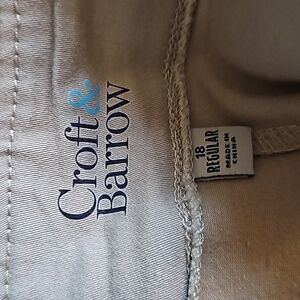 Croft&
Barrow
18
REGULAR
MADE IN
CHINA